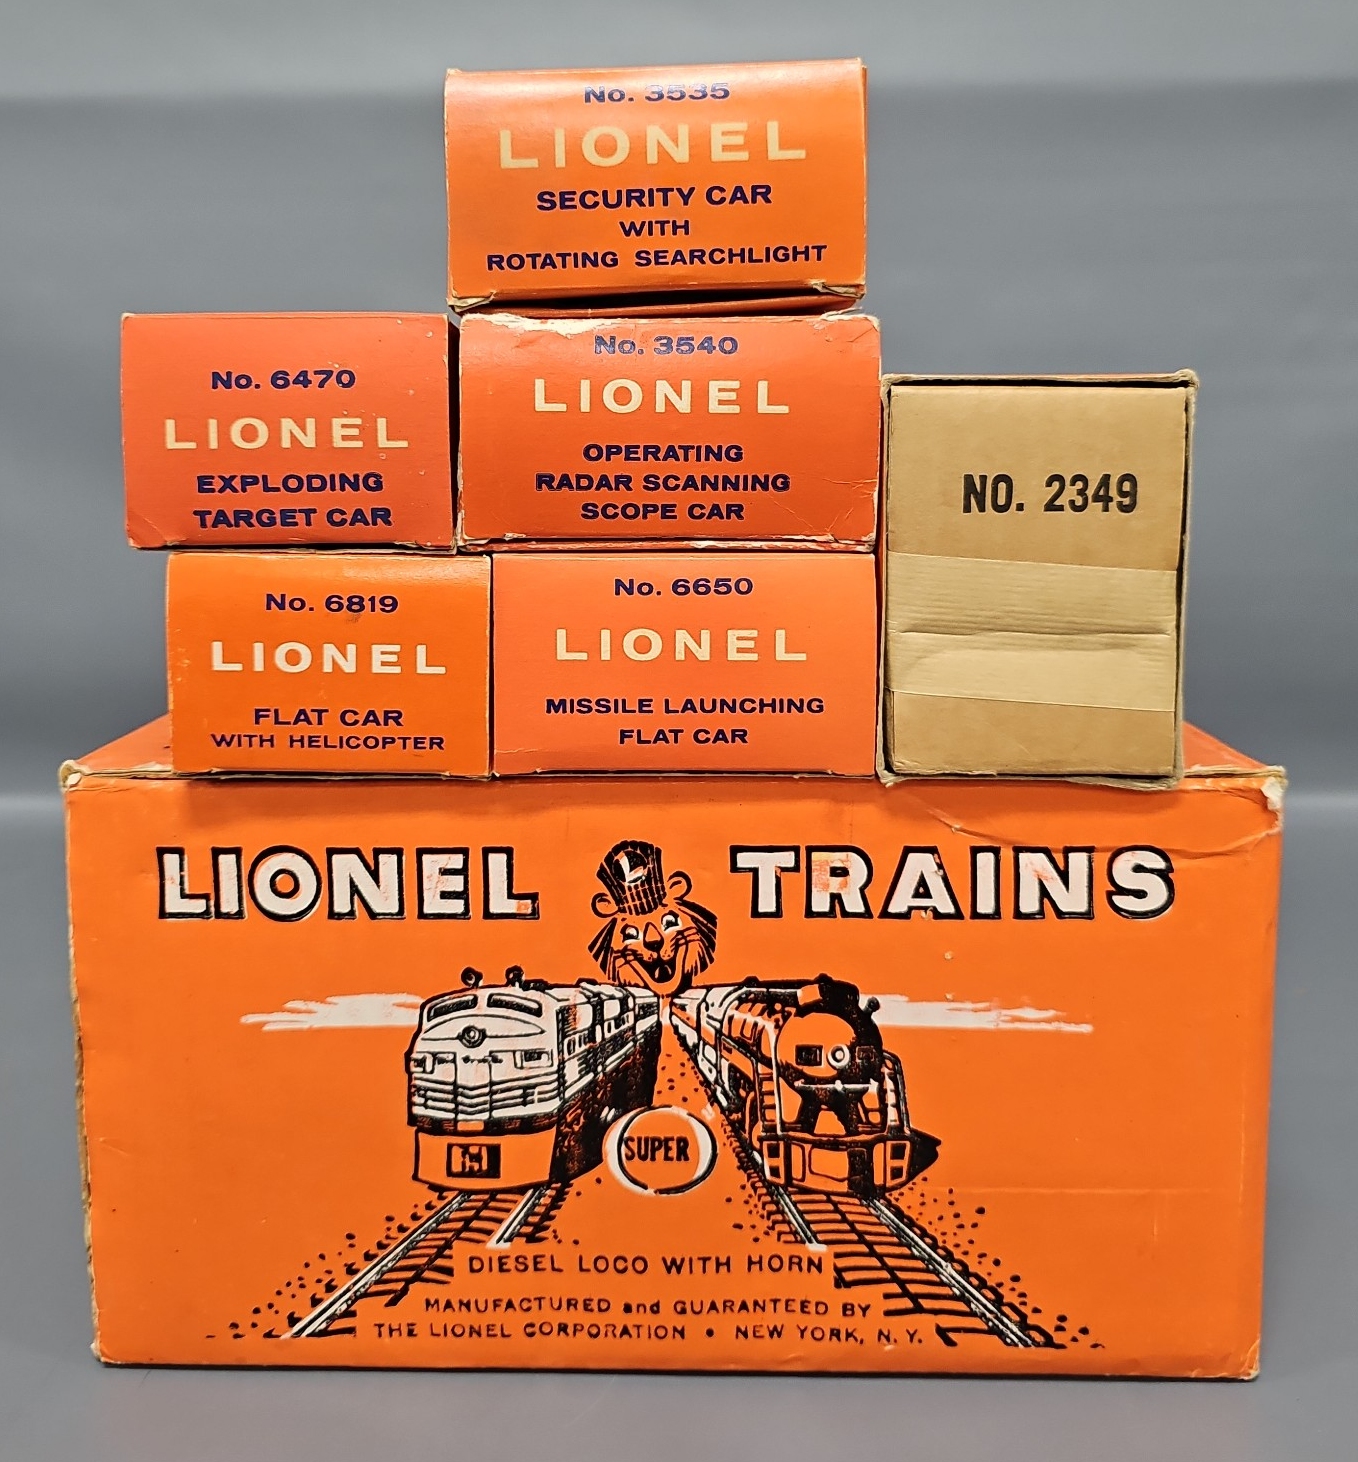 No. 3535
LIONEL
SECURITY CAR
WITH
ROTATING SEARCHLIGHT
No. 6470
LIONEL
EXPLODING
TARGET CAR
No. 3540
LIONEL
OPERATING
RADAR SCANNING
SCOPE CAR
NO. 2349
No. 6819
LIONEL
FLAT CAR
WITH HELICOPTER
No. 6650
LIONEL
MISSILE LAUNCHING
FLAT CAR
LIONEL TRAINS
L
SUPER
DIESEL LOCO WITH HORN
MANUFACTURED and GUARANTEED BY
THE LIONEL CORPORATION • NEW YORK, N. Y.